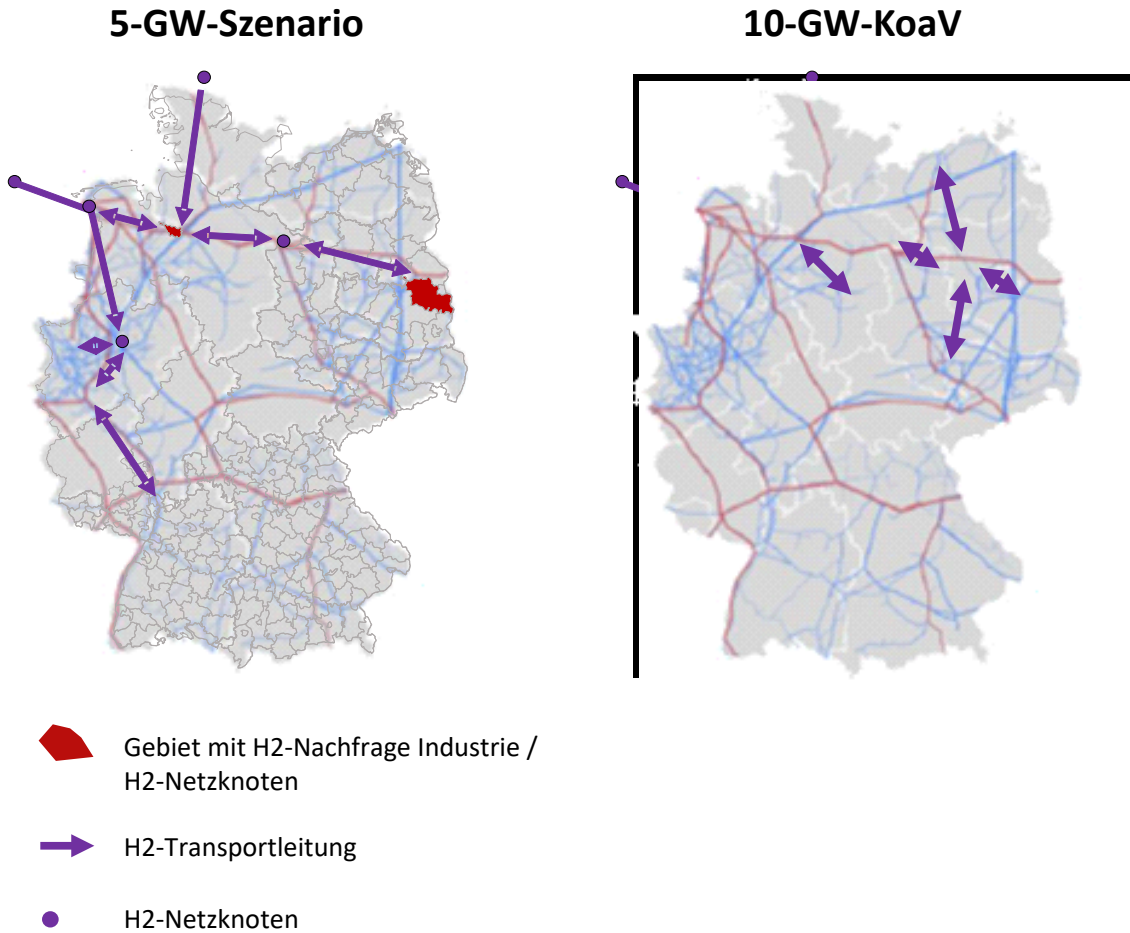 5-GW-Szenario
10-GW-KoaV
Gebiet mit H2-Nachfrage Industrie /
H2-Netzknoten
H2-Transportleitung
H2-Netzknoten